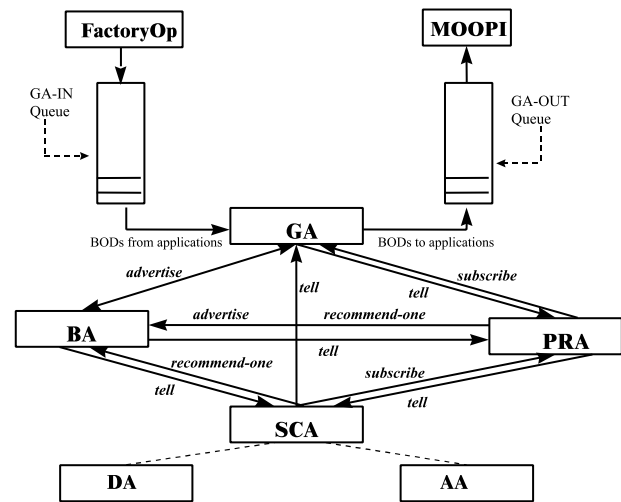 FactoryOp
MOOPI
GA-IN
Queue
GA-OUT
Queue
GA
BODs from applications
BODs to applications
advertise
subscribe
tell
tell
advertise
recommend-one
BA
tell
PRA
recommend-one
subscribe
tell
tell
SCA
DA
AA